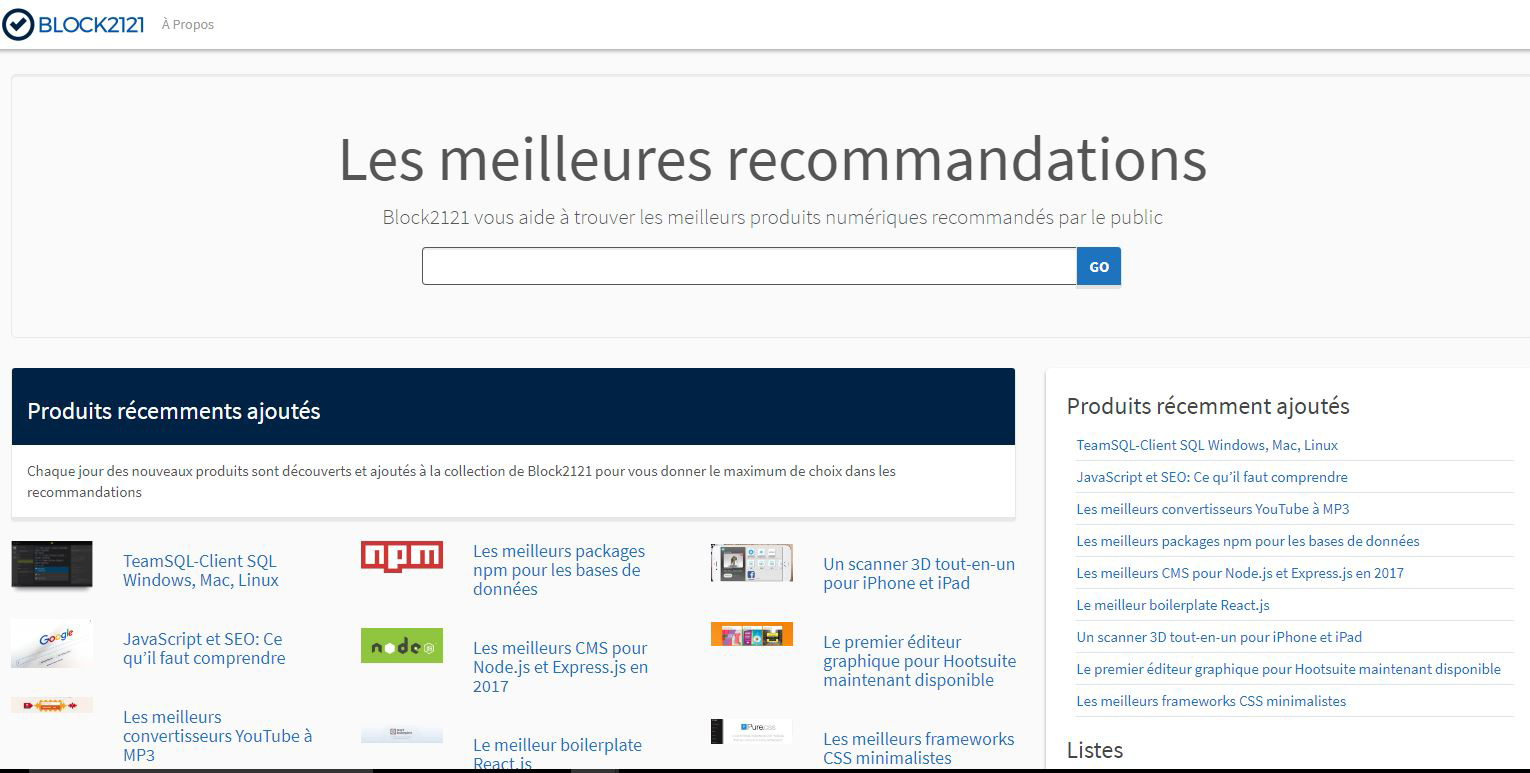 BLOCK2121 À Propos
Les meilleures recommandations
Block2121 vous aide à trouver les meilleurs produits numériques recommandés par le public
GO
Produits récemments ajoutés
Chaque jour des nouveaux produits sont découverts et ajoutés à la collection de Block2121 pour vous donner le maximum de choix dans les
recommandations
TeamSQL-Client SQL
Windows, Mac, Linux
Google
JavaScript et SEO: Ce
qu’il faut comprendre
Les meilleurs
convertisseurs YouTube à
MP3
npm
Les meilleurs packages
npm pour les bases de
données
node
Les meilleurs CMS pour
Node.js et Express.js en
2017
Le meilleur boilerplate
React.js
Un scanner 3D tout-en-un
pour iPhone et iPad
Le premier éditeur
graphique pour Hootsuite
maintenant disponible
Pure.css
Les meilleurs frameworks
CSS minimalistes
Produits récemment ajoutés
TeamSQL-Client SQL Windows, Mac, Linux
JavaScript et SEO: Ce qu’il faut comprendre
Les meilleurs convertisseurs YouTube à MP3
Les meilleurs packages npm pour les bases de données
Les meilleurs CMS pour Node.js et Express.js en 2017
Le meilleur boilerplate React.js
Un scanner 3D tout-en-un pour iPhone et iPad
Le premier éditeur graphique pour Hootsuite maintenant disponible
Les meilleurs frameworks CSS minimalistes
Listes